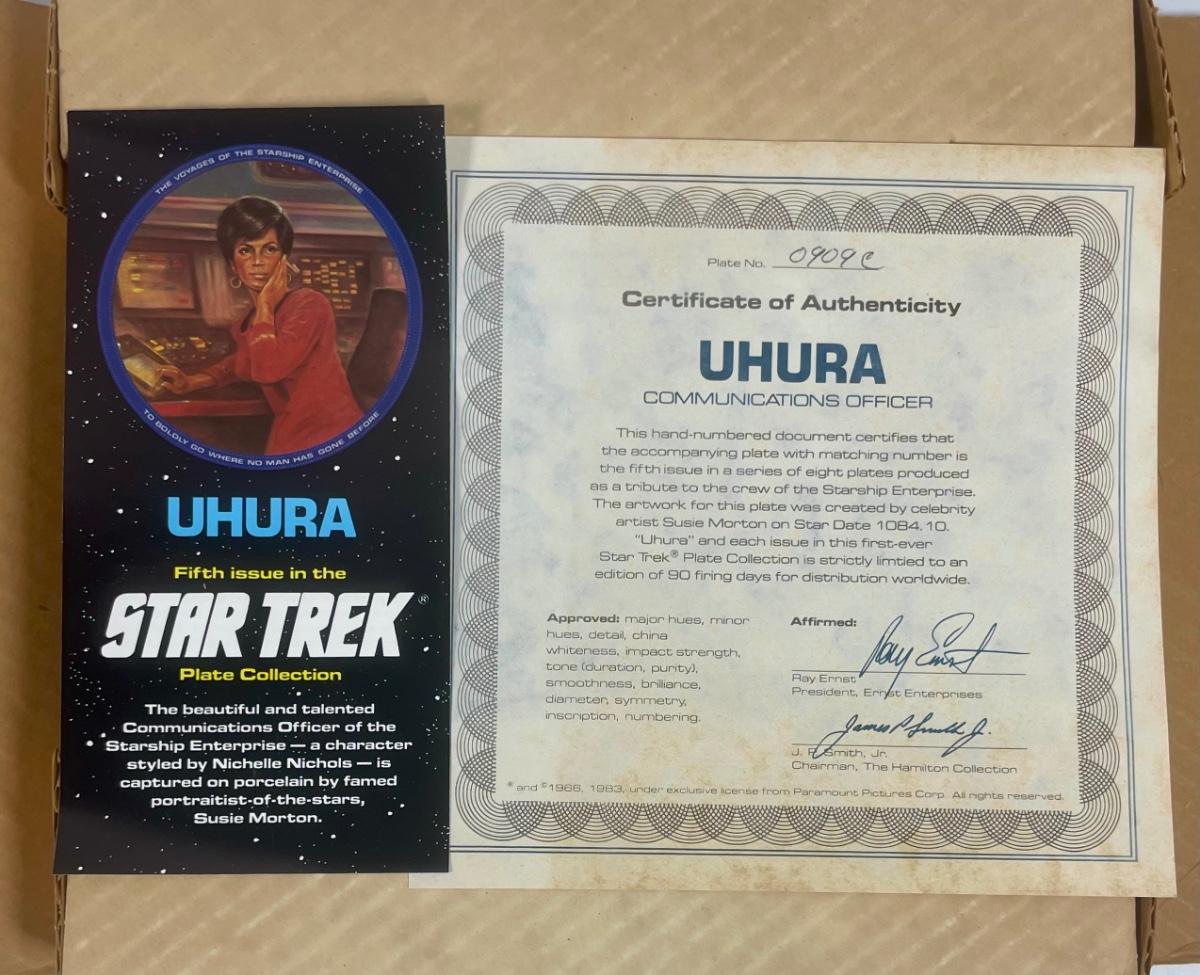 THE VOYAGES OF THE STARSHIP ENTERPRISE
TO BOLDLY GO WHERE NO MAN HAS GONE BEFORE
UHURA
Fifth issue in the
STAR TREK®
Plate Collection
The beautiful and talented
Communications Officer of the
Starship Enterprise — a character
styled by Nichelle Nichols — is
captured on porcelain by famed
portraitist-of-the-stars,
Susie Morton.
Plate No. 0909C
Certificate of Authenticity
UHURA
COMMUNICATIONS OFFICER
This hand-numbered document certifies that
the accompanying plate with matching number is
the fifth issue in a series of eight plates produced
as a tribute to the crew of the Starship Enterprise.
The artwork for this plate was created by celebrity
artist Susie Morton on Star Date 1084.10.
"Uhura" and each issue in this first-ever
Star Trek® Plate Collection is strictly limtied to an
edition of 90 firing days for distribution worldwide.
Approved: major hues, minor
hues, detail, china
whiteness, impact strength,
tone (duration, purity),
smoothness, brilliance,
diameter, symmetry,
inscription, numbering.
Affirmed:
Ray Ernst
Ray Ernst
President, Ernst Enterprises
James P Smith Jr.
J. P. Smith, Jr.
Chairman, The Hamilton Collection
® and ©1966, 1983, under exclusive license from Paramount Pictures Corp. All rights reserved.